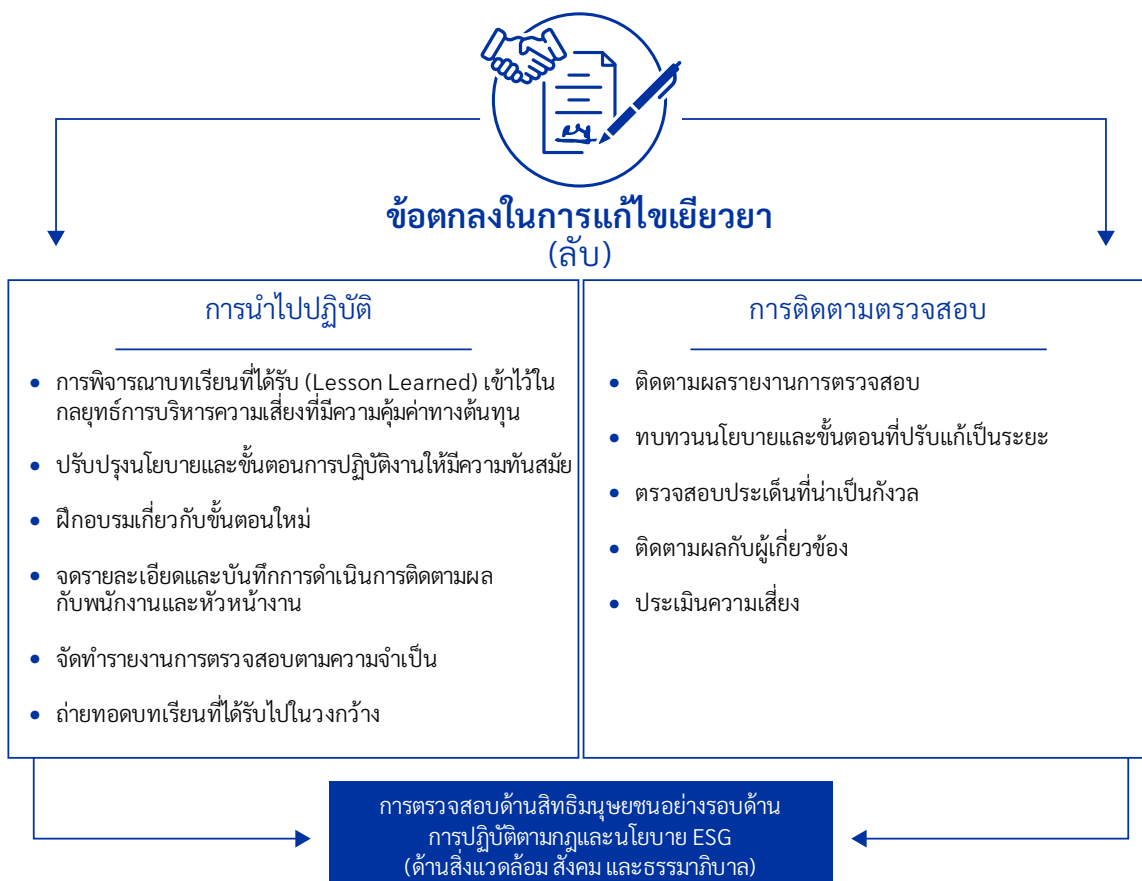 ข้อตกลงในการแก้ไขเยียวยา
(ลับ)
การนำไปปฏิบัติ
• การพิจารณาบทเรียนที่ได้รับ (Lesson Learned) เข้าไว้ใน
กลยุทธ์การบริหารความเสี่ยงที่มีความคุ้มค่าทางต้นทุน
• ปรับปรุงนโยบายและขั้นตอนการปฏิบัติงานให้มีความทันสมัย
• ฝึกอบรมเกี่ยวกับขั้นตอนใหม่
• จดรายละเอียดและบันทึกการดำเนินการติดตามผล
กับพนักงานและหัวหน้างาน
• จัดทำรายงานการตรวจสอบตามความจำเป็น
• ถ่ายทอดบทเรียนที่ได้รับไปในวงกว้าง
การติดตามตรวจสอบ
• ติดตามผลรายงานการตรวจสอบ
• ทบทวนนโยบายและขั้นตอนที่ปรับแก้เป็นระยะ
• ตรวจสอบประเด็นที่น่าเป็นกังวล
• ติดตามผลกับผู้เกี่ยวข้อง
• ประเมินความเสี่ยง
การตรวจสอบด้านสิทธิมนุษยชนอย่างรอบด้าน
การปฏิบัติตามกฎและนโยบาย ESG
(ด้านสิ่งแวดล้อม สังคม และธรรมาภิบาล)